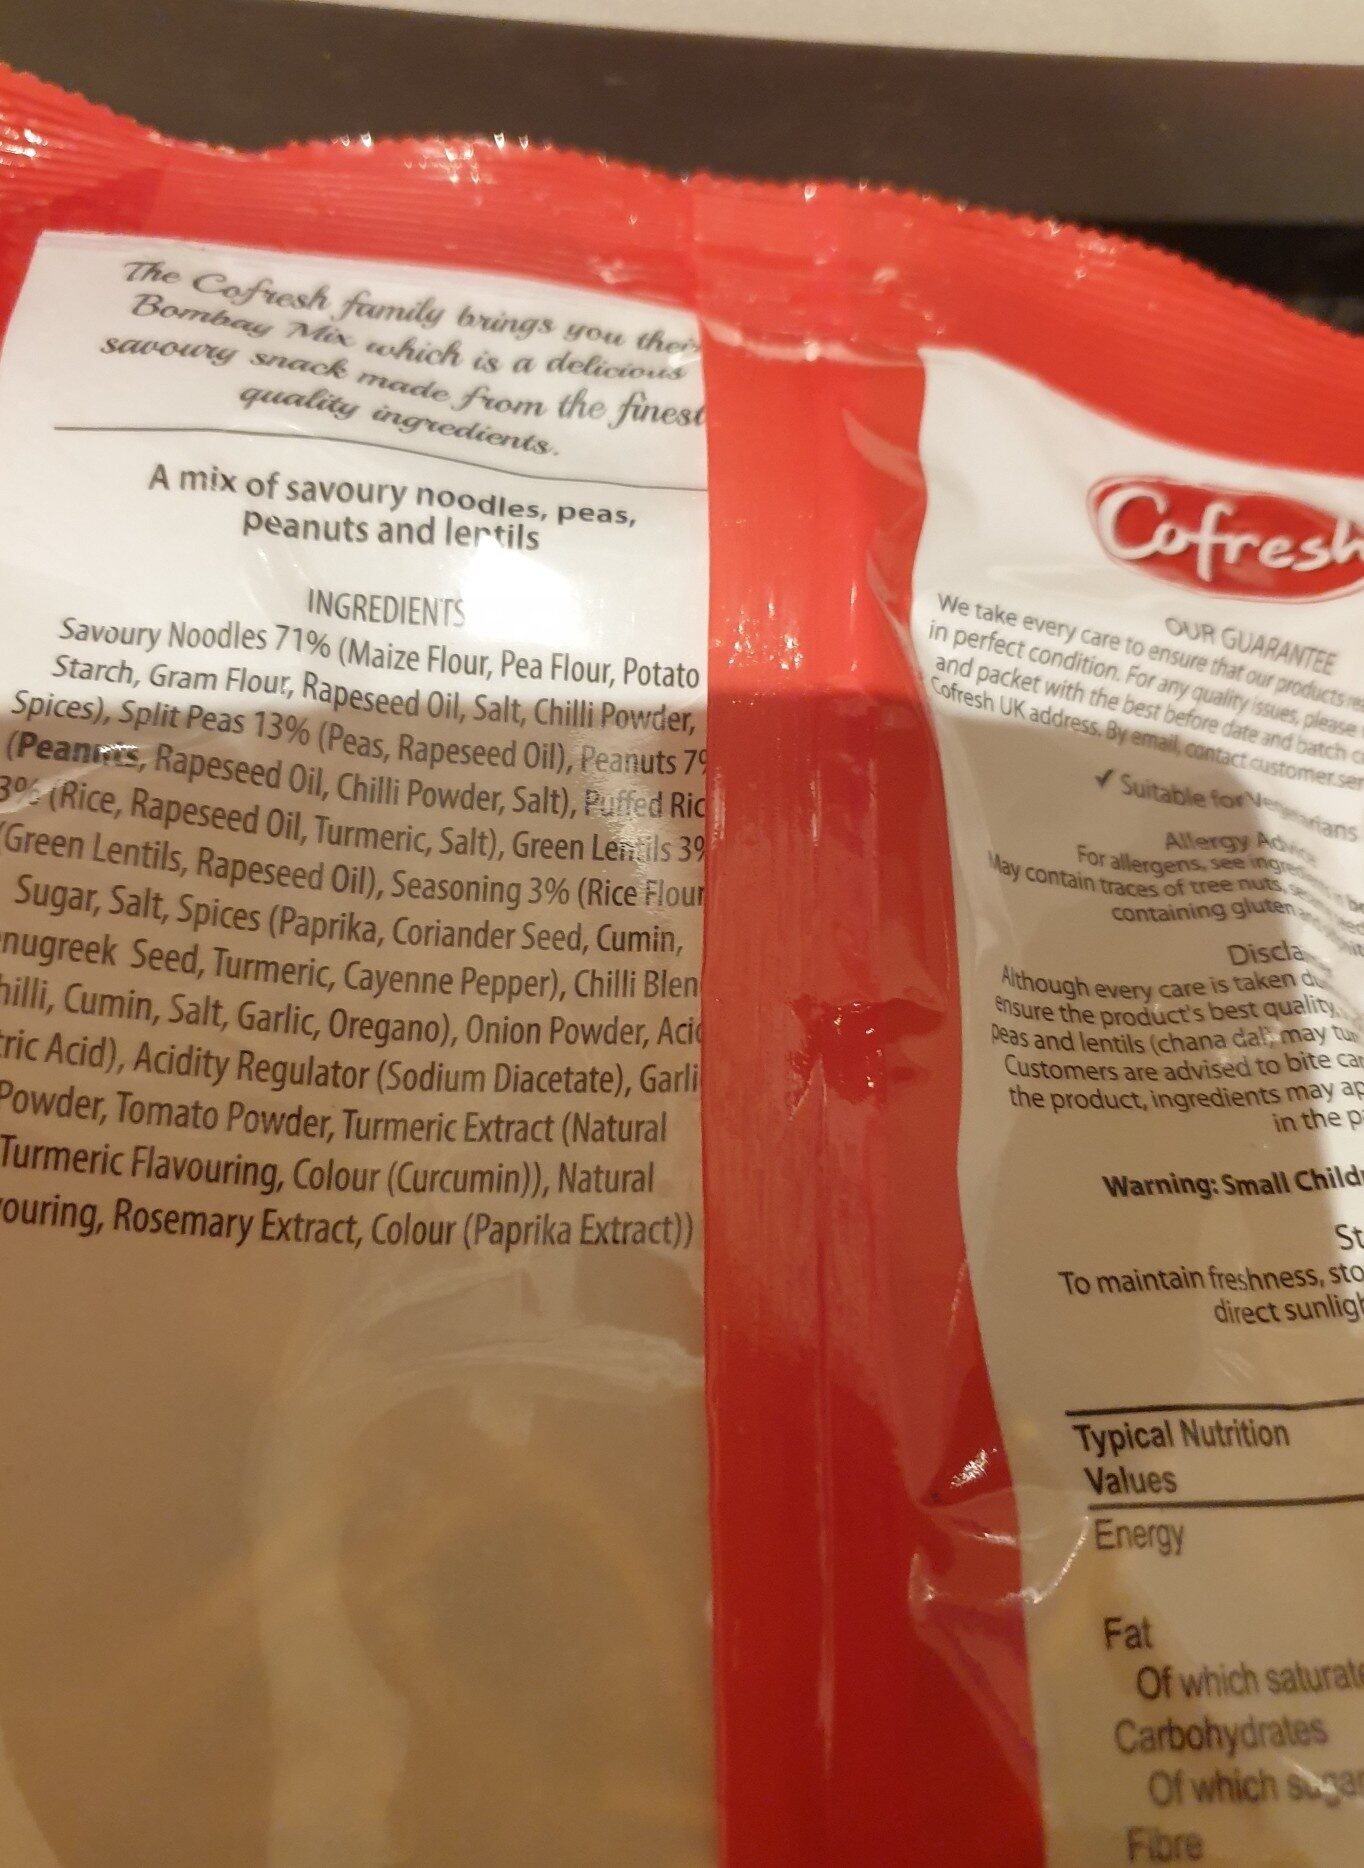 The Cofresh family brings you their
Bombay Mix which is a delicious
savoury snack made from the finest
quality ingredients.
A mix of savoury noodles, peas,
peanuts and lentils
INGREDIENTS
Savoury Noodles 71% (Maize Flour, Pea Flour, Potato
Starch, Gram Flour, Rapeseed Oil, Salt, Chilli Powder,
Spices), Split Peas 13% (Peas, Rapeseed Oil), Peanuts 7%
(Peanuts, Rapeseed Oil, Chilli Powder, Salt), Puffed Ric
3% (Rice, Rapeseed Oil, Turmeric, Salt), Green Lentils 3%
(Green Lentils, Rapeseed Oil), Seasoning 3% (Rice Flour
Sugar, Salt, Spices (Paprika, Coriander Seed, Cumin,
enugreek Seed, Turmeric, Cayenne Pepper), Chilli Blen
hilli, Cumin, Salt, Garlic, Oregano), Onion Powder, Acid
tric Acid), Acidity Regulator (Sodium Diacetate), Garli
Powder, Tomato Powder, Turmeric Extract (Natural
Turmeric Flavouring, Colour (Curcumin)), Natural
ouring, Rosemary Extract, Colour (Paprika Extract))
Cofresh
OUR GUARANTEE
We take every care to ensure that our products
in perfect condition. For any quality issues, please
and packet with the best before date and batch
Cofresh UK address. By email, contact customer.ser
✓ Suitable for Vegetarians
Allergy Advice
For allergens, see
May contain traces of tree nuts,
containing gluten
Although every care is taken
ensure the product's best quality,
peas and lentils (chana dal) may
Customers are advised to bite
the product, ingredients may
in the
Warning: Small Child
To maintain freshness,
direct
Typical Nutrition
Values
Energy
Fat
Of which saturate
Carbohydrates
Of which sugar
Fibre